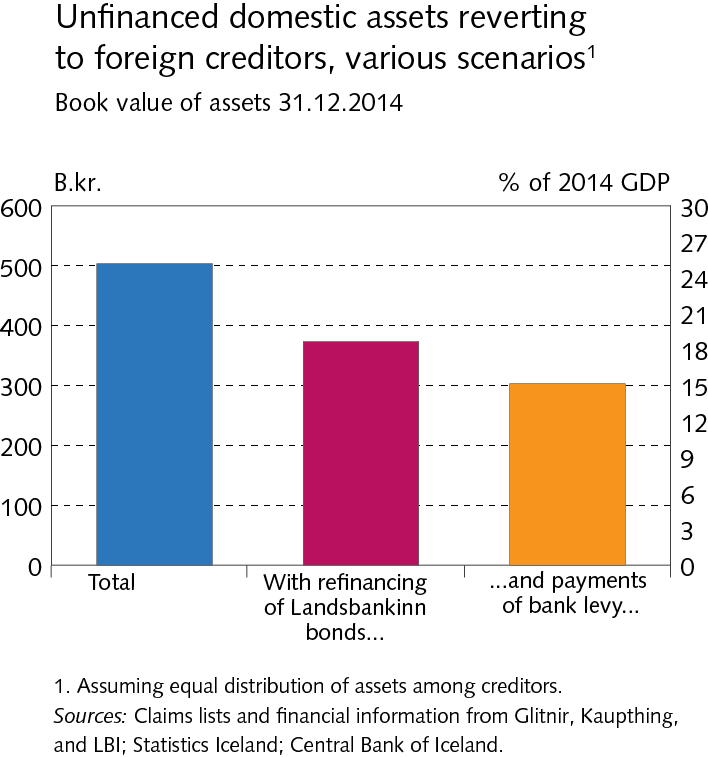 Unfinanced domestic assets reverting
to foreign creditors, various scenarios¹
Book value of assets 31.12.2014
B.kr.
% of 2014 GDP
600
500
400
300
200
100
0
30
27
24
21
18
15
12
9
6
3
0
Total
With refinancing
of Landsbankinn
bonds...
...and payments
of bank levy...
1. Assuming equal distribution of assets among creditors.
Sources: Claims lists and financial information from Glitnir, Kaupthing,
and LBI; Statistics Iceland; Central Bank of Iceland.